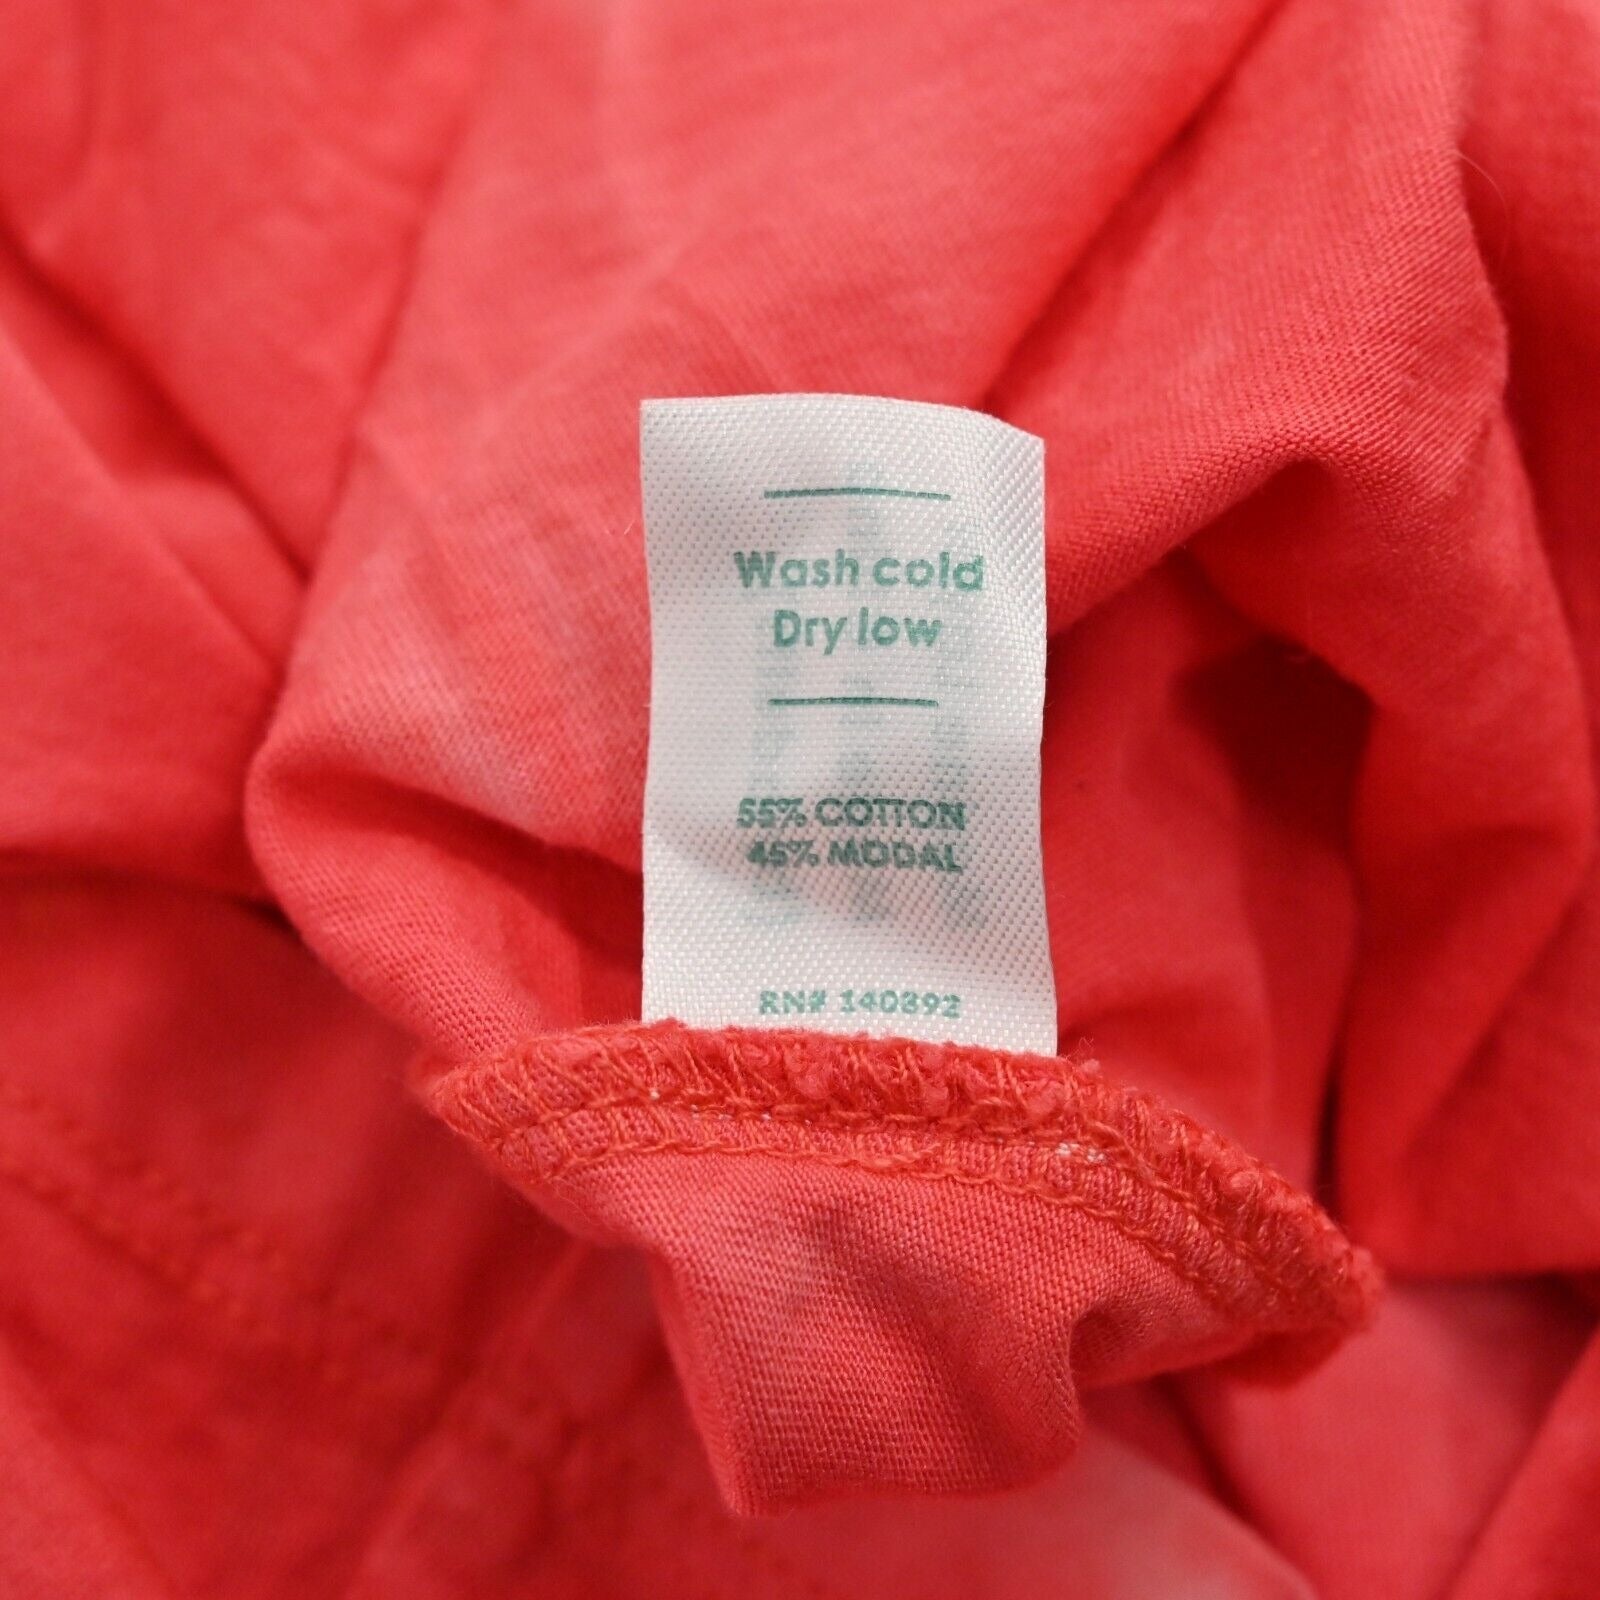 Wash cold
Dry low
55% COTTON
45% MODAL
RN# 140892